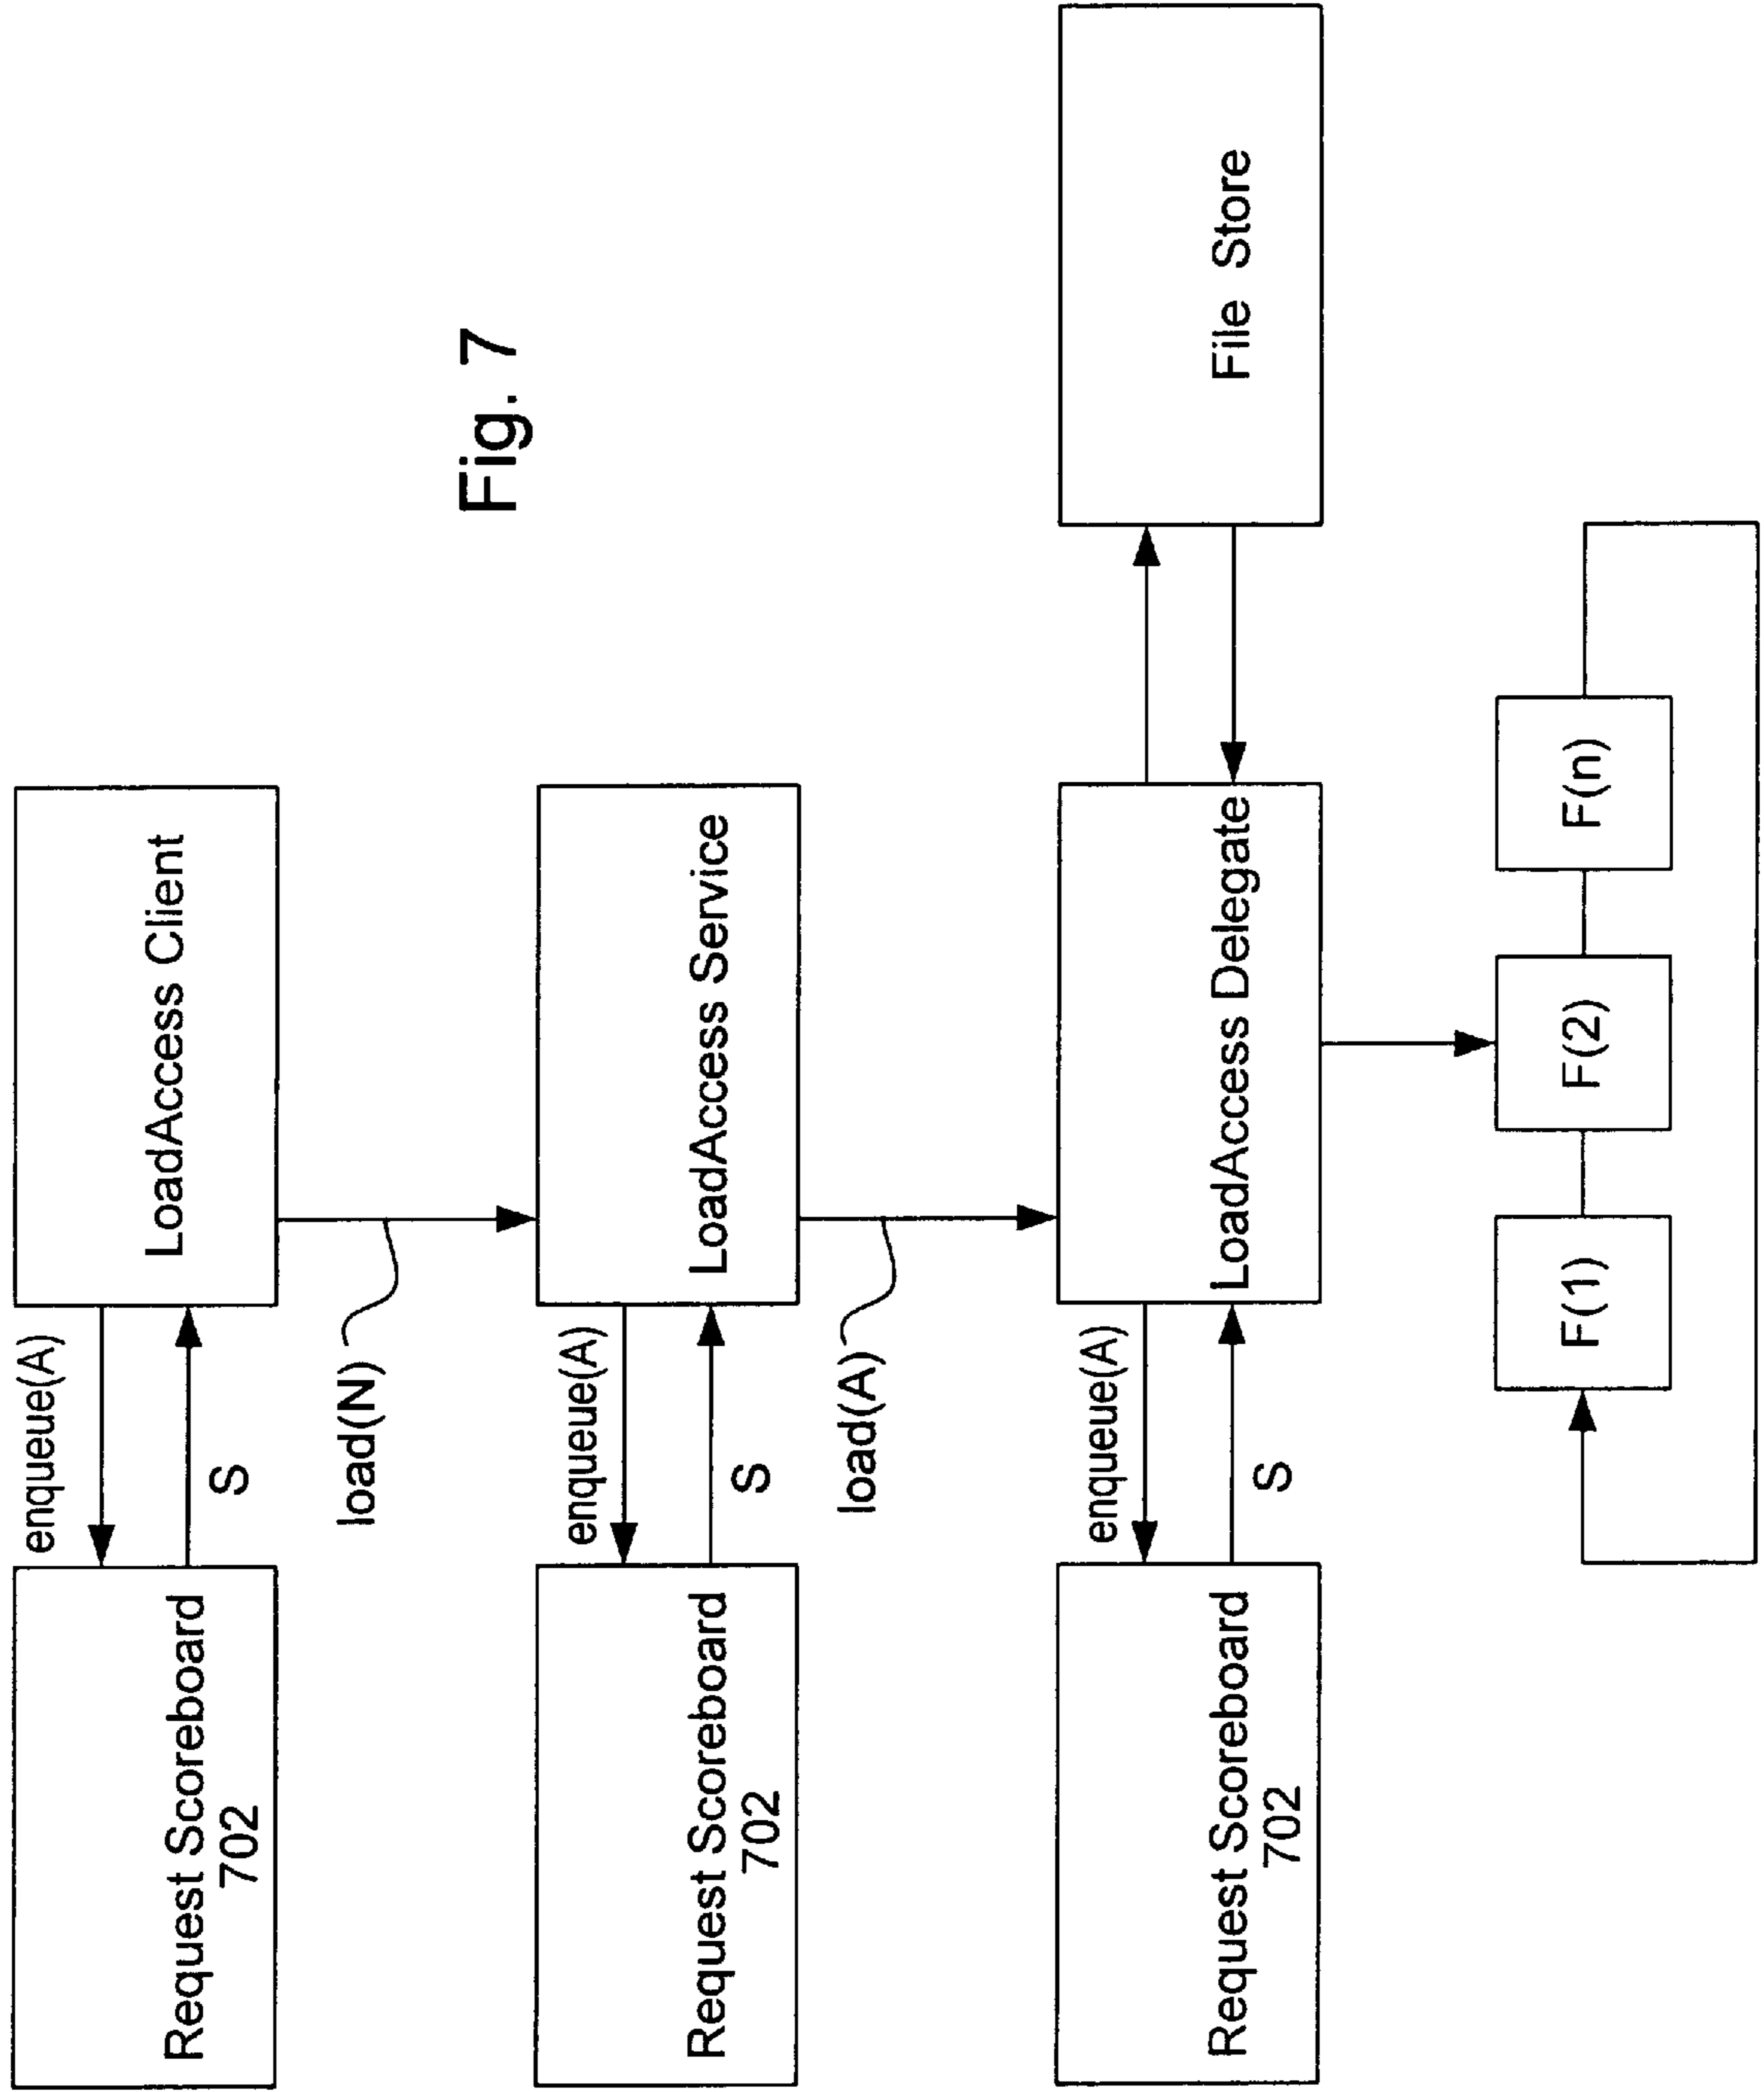 Fig. 7
Request Scoreboard
702
enqueue(A)
S
LoadAccess Client
load(N)
Request Scoreboard
702
enqueue(A)
S
LoadAccess Service
load(A)
Request Scoreboard
702
enqueue(A)
S
LoadAccess Delegate
File Store
F(1)
F(2)
F(n)